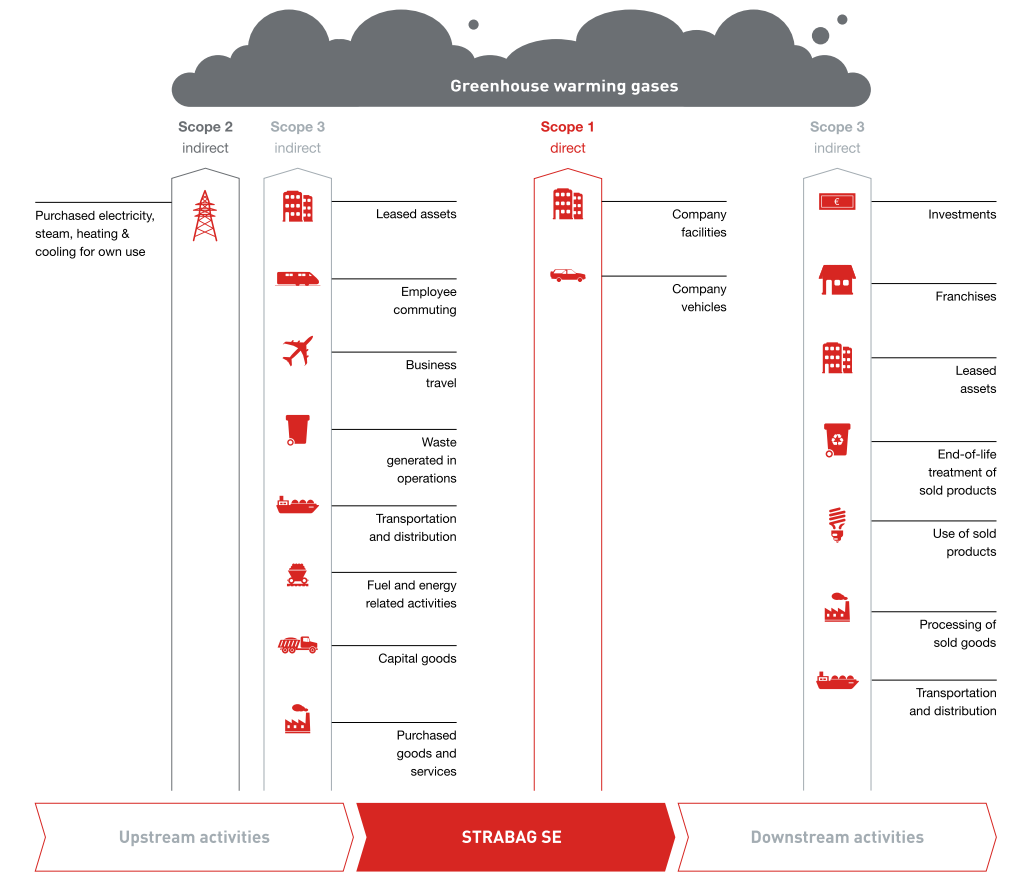 Greenhouse warming gases
Scope 2
indirect
Scope 3
indirect
Scope 1
direct
Scope 3
indirect
Purchased electricity,
steam, heating &
cooling for own use
Leased assets
Employee
commuting
Business
travel
Waste
generated in
operations
Transportation
and distribution
Fuel and energy
related activities
Capital goods
Purchased
goods and
services
Company
facilities
Company
vehicles
€
Investments
Franchises
Leased
assets
End-of-life
treatment of
sold products
Use of sold
products
Processing of
sold goods
Transportation
and distribution
Upstream activities
STRABAG SE
Downstream activities